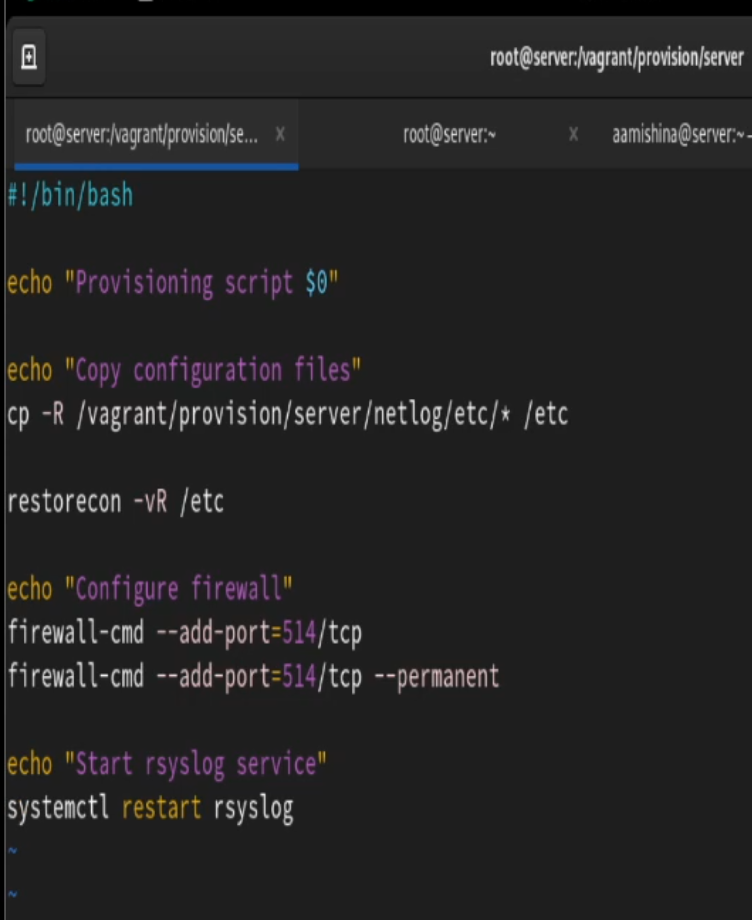 root@server:/vagrant/provision/server
root@server:/vagrant/provision/se... x
root@server:~ x
aamishina@server:~-
#!/bin/bash
echo "Provisioning script $0"
echo "Copy configuration files"
cp -R /vagrant/provision/server/netlog/etc/* /etc
restorecon -vR /etc
echo "Configure firewall"
firewall-cmd --add-port=514/tcp
firewall-cmd --add-port=514/tcp --permanent
echo "Start rsyslog service"
systemctl restart rsyslog
~
~